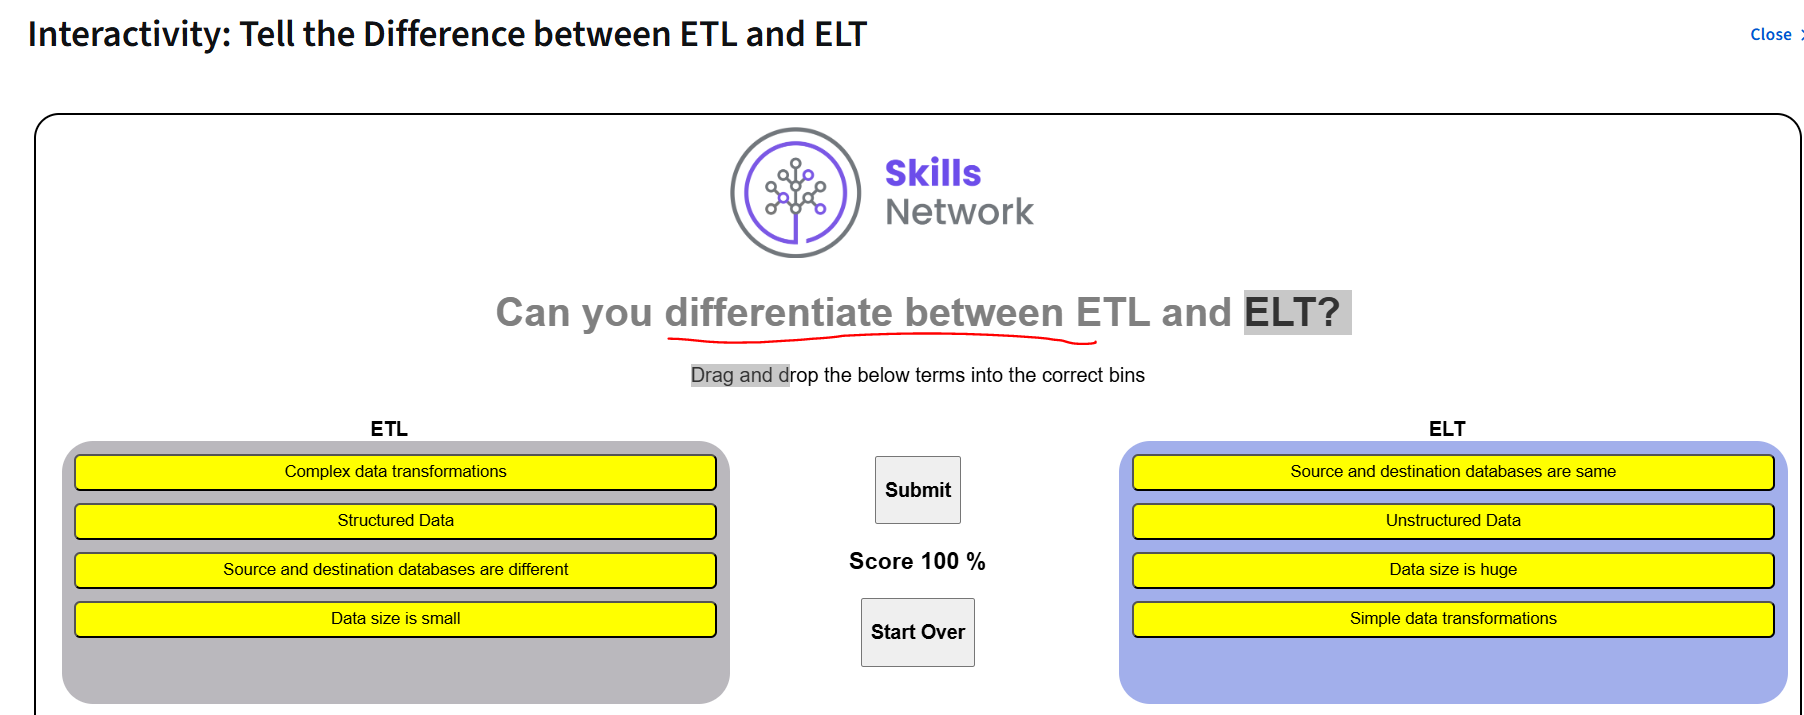 Interactivity: Tell the Difference between ETL and ELT
Close
Skills
Network
Can you differentiate between ETL and ELT?
Drag and drop the below terms into the correct bins
ETL
Complex data transformations
Structured Data
Source and destination databases are different
Data size is small
Submit
Score 100 %
Start Over
ELT
Source and destination databases are same
Unstructured Data
Data size is huge
Simple data transformations